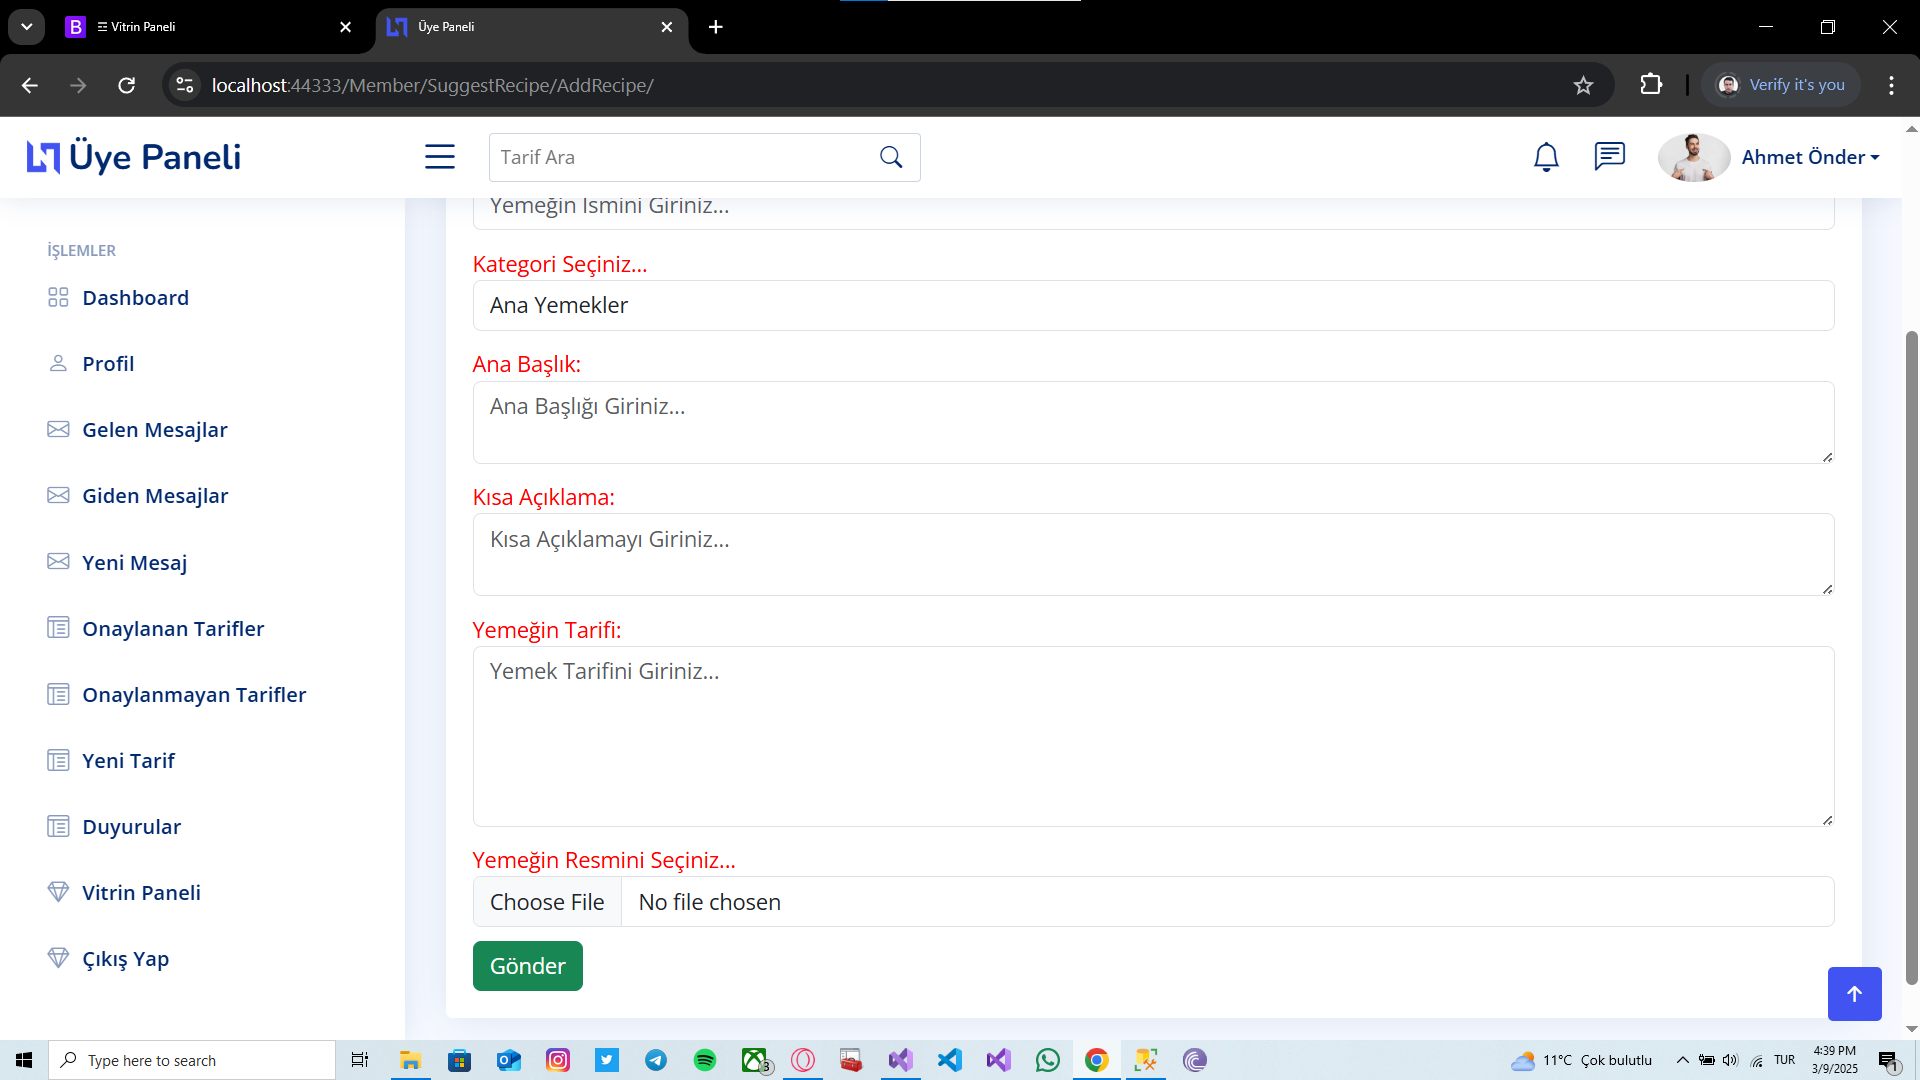 Vitrin Paneli
Üye Paneli
localhost:44333/Member/SuggestRecipe/AddRecipe/
Verify it's you
Üye Paneli
Tarif Ara
Ahmet Önder
İŞLEMLER
Dashboard
Profil
Gelen Mesajlar
Giden Mesajlar
Yeni Mesaj
Onaylanan Tarifler
Onaylanmayan Tarifler
Yeni Tarif
Duyurular
Vitrin Paneli
Çıkış Yap
Yemeğin İsmini Giriniz...
Kategori Seçiniz...
Ana Yemekler
Ana Başlık:
Ana Başlığı Giriniz...
Kısa Açıklama:
Kısa Açıklamayı Giriniz...
Yemeğin Tarifi:
Yemek Tarifini Giriniz...
Yemeğin Resmini Seçiniz...
Choose File No file chosen
Gönder
Type here to search
3
11°C Çok bulutlu
TUR
4:39 PM
3/9/2025
1